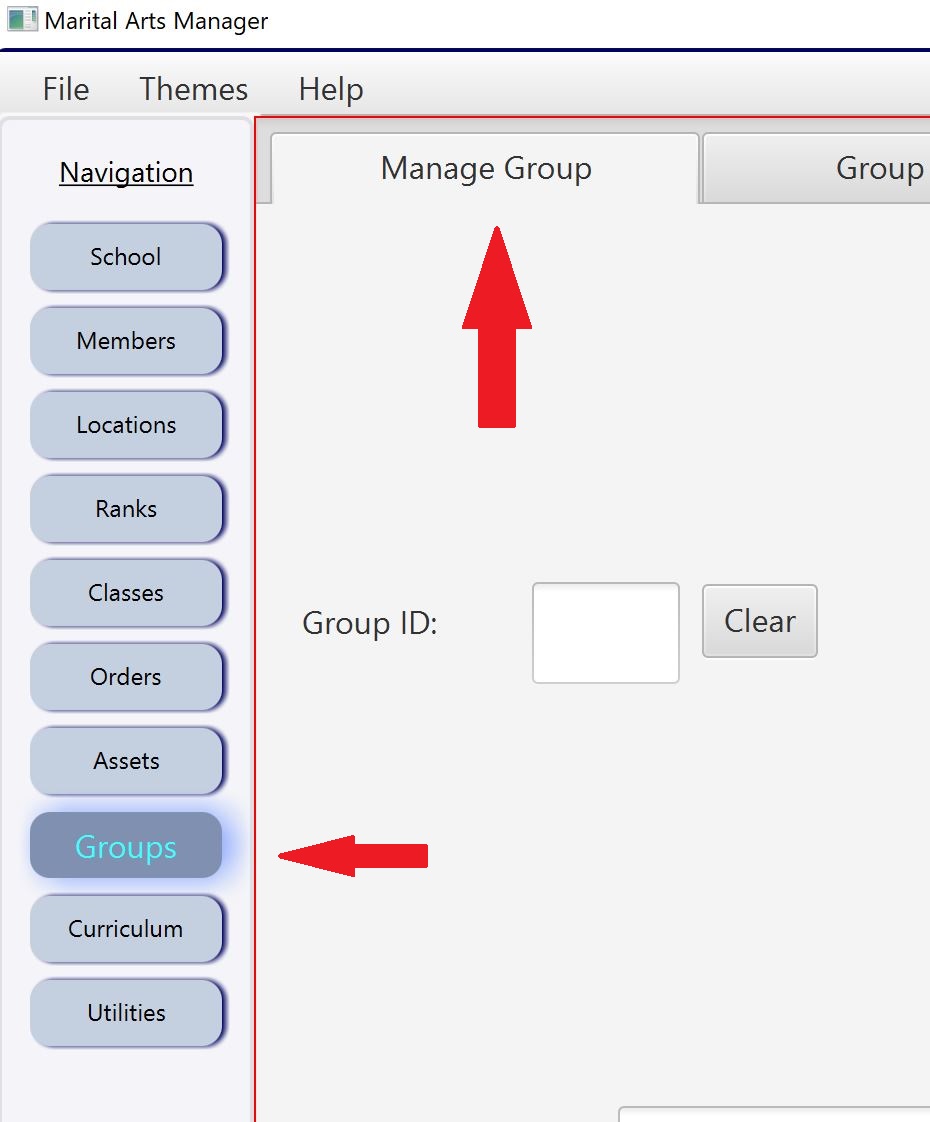 Marital Arts Manager
File Themes Help
Navigation
School
Members
Locations
Ranks
Classes
Orders
Assets
Groups
Curriculum
Utilities
Manage Group
Group
Group ID:
Clear